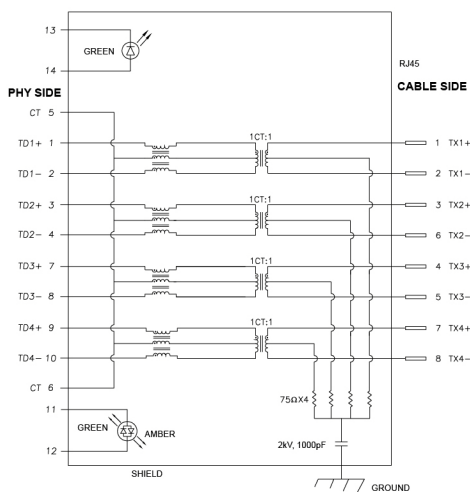 13
GREEN
14
RJ45
PHY SIDE
CABLE SIDE
CT 5
1CT:1
TD1+ 1
1 TX1+
TD1- 2
2 TX1-
1CT:1
TD2+ 3
3 TX2+
TD2- 4
6 TX2-
1CT:1
TD3+ 7
4 TX3+
TD3- 8
5 TX3-
1CT:1
TD4+ 9
7 TX4+
TD4- 10
8 TX4-
CT 6
75ΩX4
11
GREEN AMBER
2kV, 1000pF
12
SHIELD
GROUND